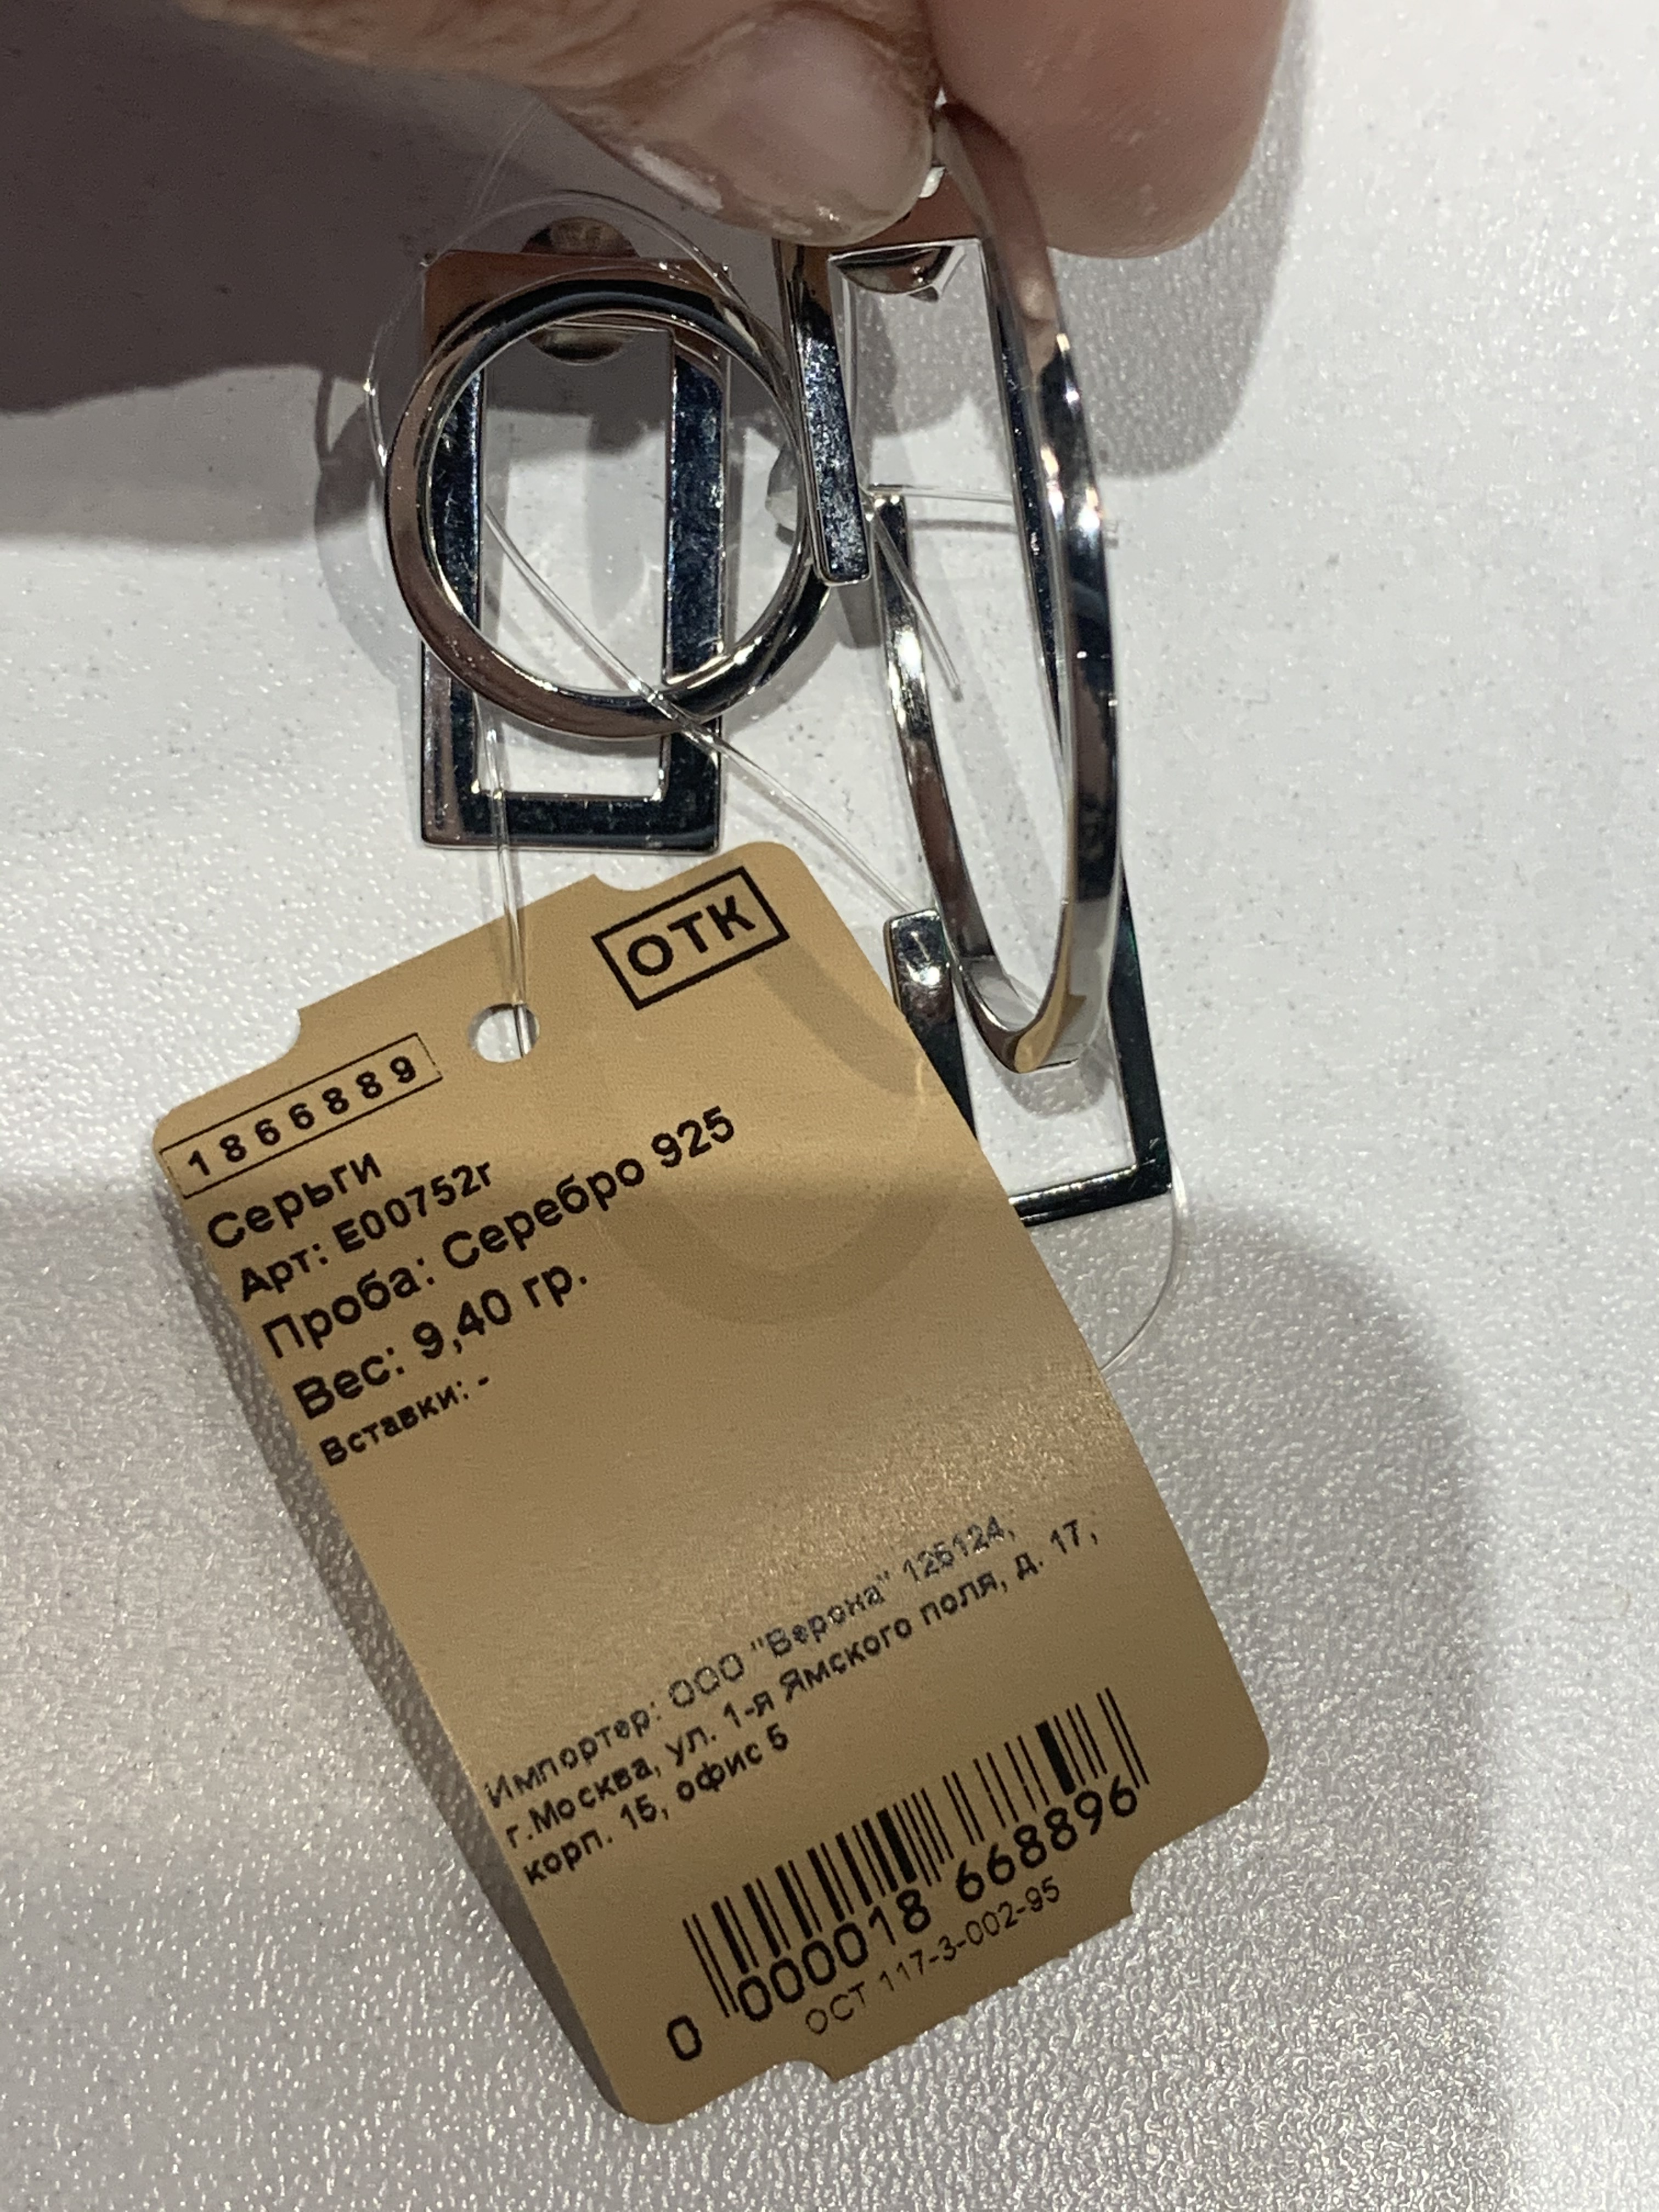 ОТК
1866889
Серьги
Арт: Е00752г
Проба: Серебро 925
Вес: 9,40 гр.
Вставки: -
Импортер: ООО "Верона" 125124,
г.Москва, ул. 1-я Ямского поля, д. 17,
корп. 15, офис 5
0 000018 668896
ОСТ 117-3-002-95